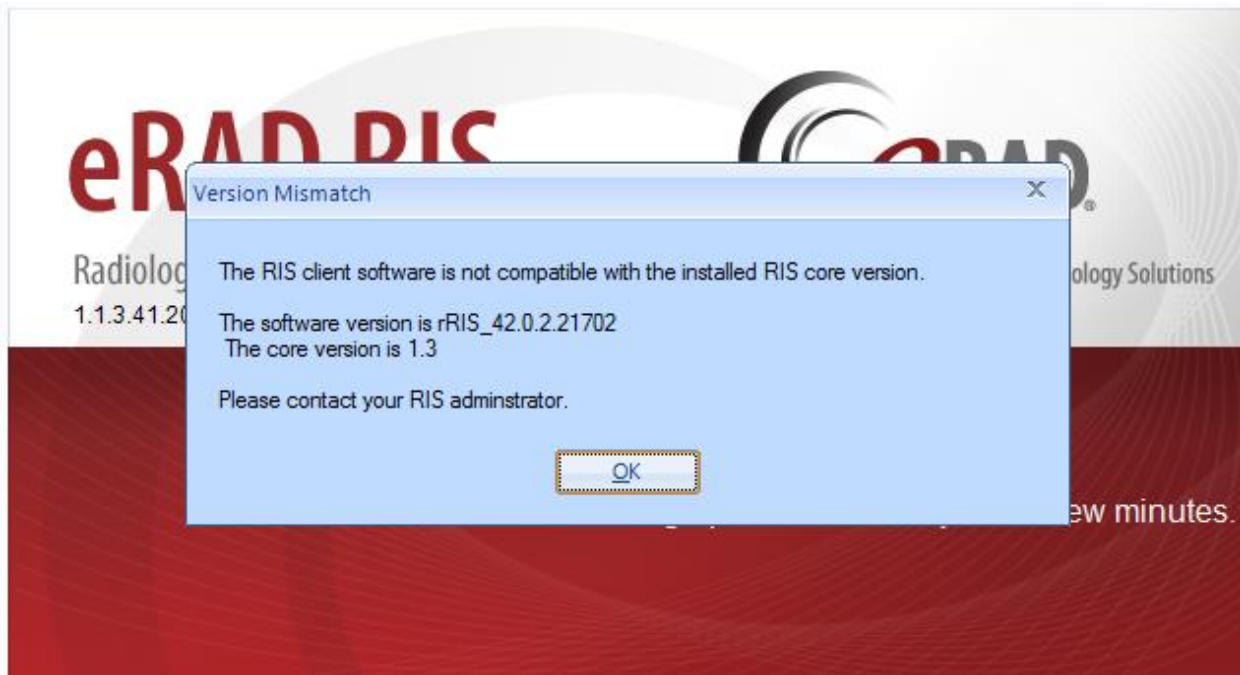 eRAD RIS
eRAD®
Version Mismatch
Radiolog
ology Solutions
The RIS client software is not compatible with the installed RIS core version.
1.1.3.41.20
The software version is rRIS_42.0.2.21702
The core version is 1.3
Please contact your RIS adminstrator.
OK
ew minutes.